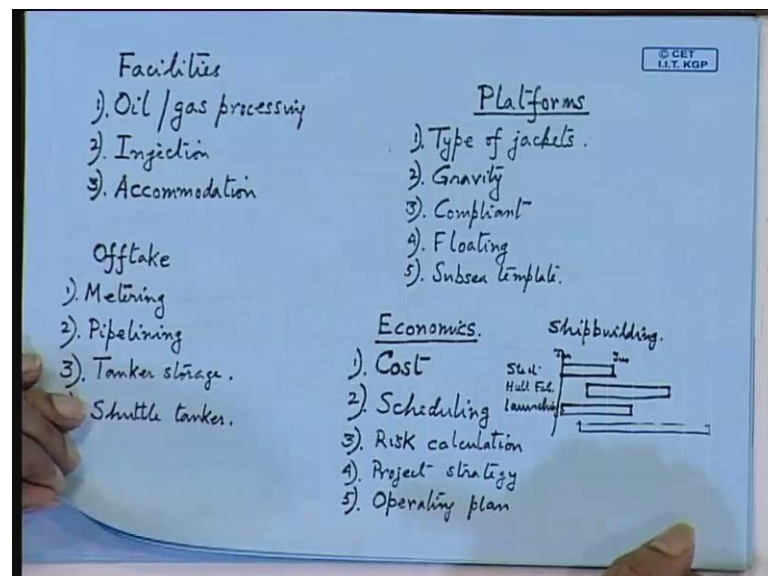 © CET
I.I.T. KGP
Facilities
1). Oil / gas processing
2). Injection
3). Accommodation
Offtake
1). Metering
2). Pipelining
3). Tanker storage.
Shuttle tanker.
Platforms
1). Type of jackets.
2). Gravity
3). Compliant
4). Floating
5). Subsea template.
Economics.
1). Cost
2). Scheduling
3). Risk calculation
4). Project strategy
5). Operating plan
Shipbuilding.
Hull Fab.
Launching